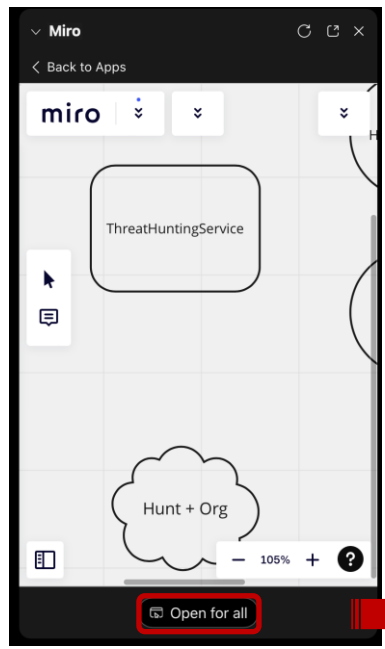 Miro
Back to Apps
miro
H
ThreatHuntingService
Hunt + Org
105%
?
Open for all